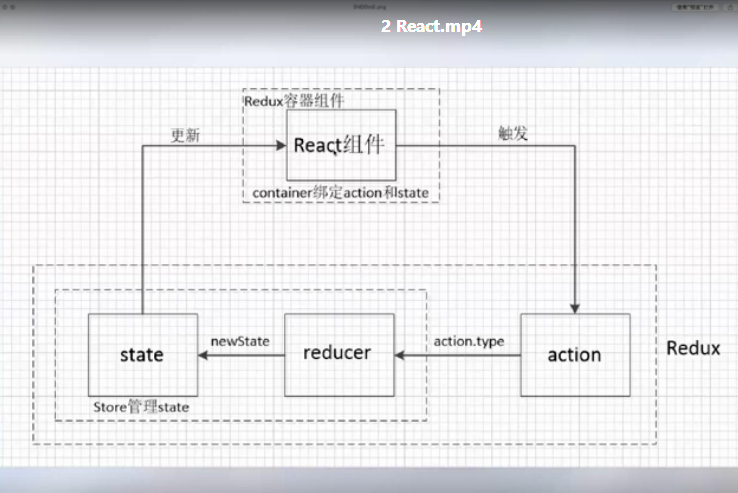 2 React.mp4
Redux容器组件
更新
React组件
触发
container绑定action和state
state
newState
reducer
action.type
action
Redux
Store管理state